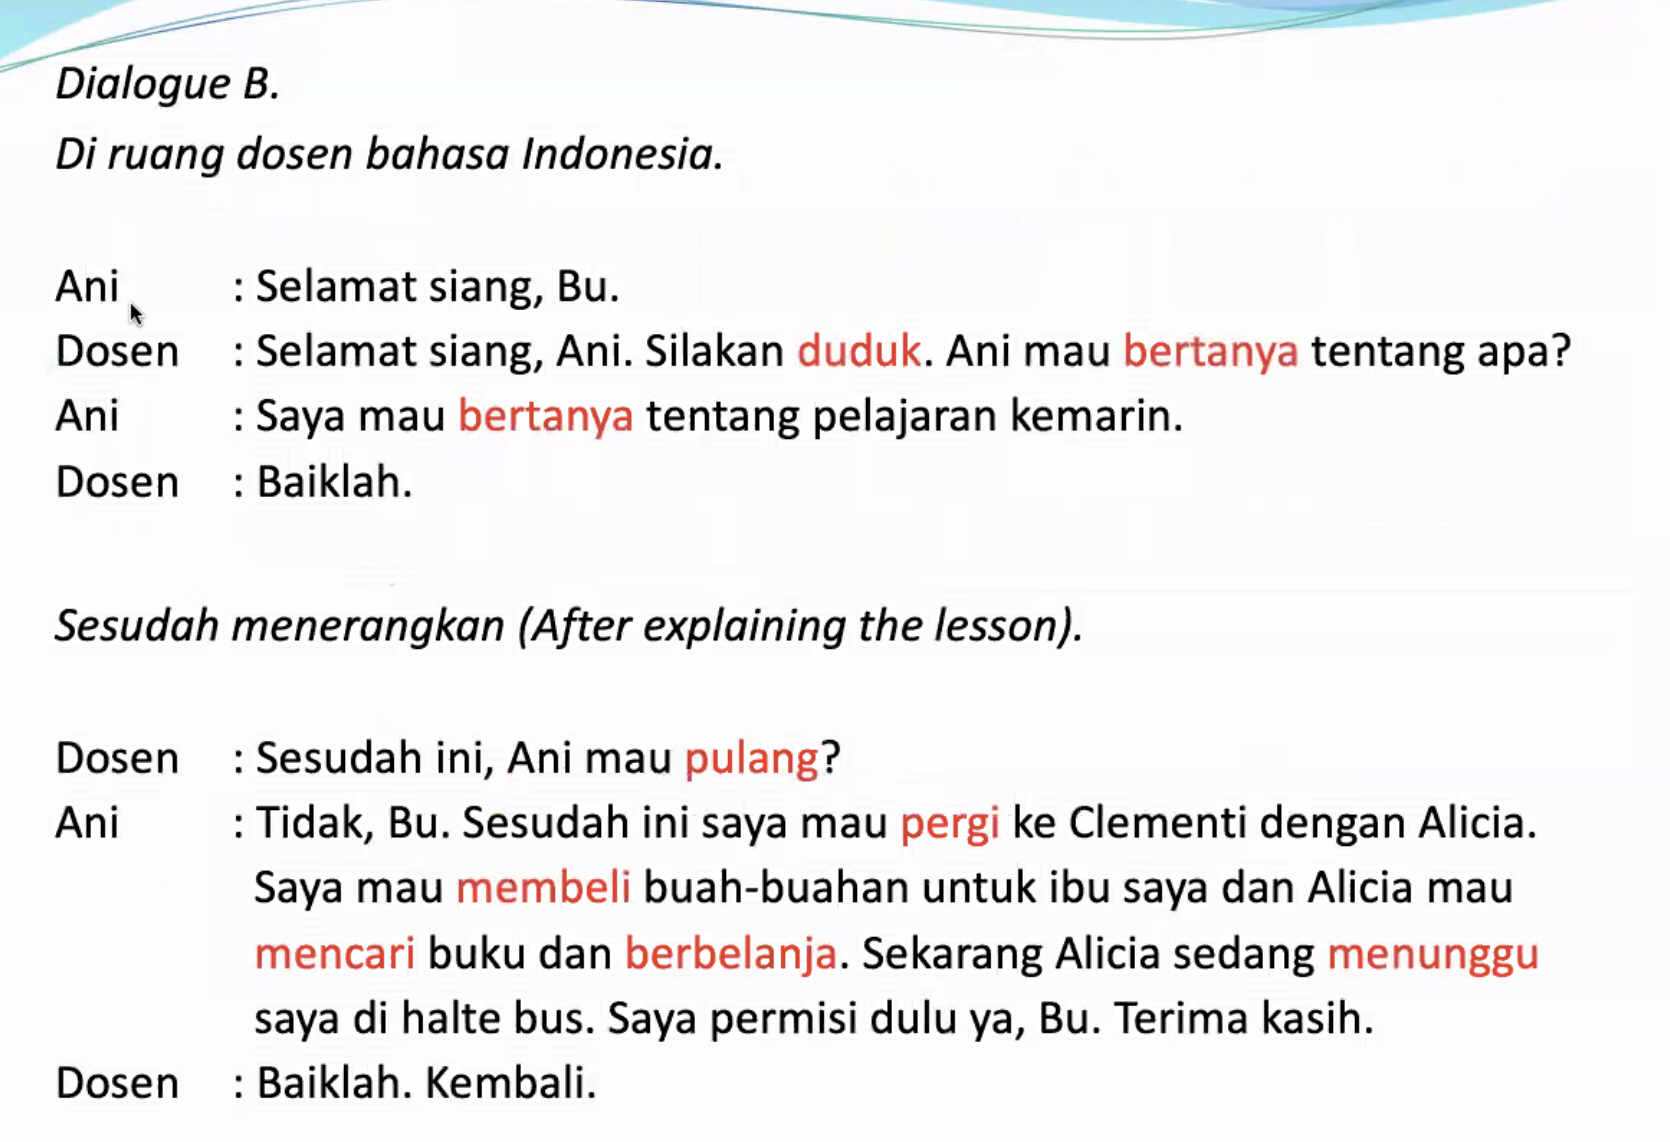 Dialogue B.
Di ruang dosen bahasa Indonesia.
Ani : Selamat siang, Bu.
Dosen : Selamat siang, Ani. Silakan duduk. Ani mau bertanya tentang apa?
Ani : Saya mau bertanya tentang pelajaran kemarin.
Dosen : Baiklah.
Sesudah menerangkan (After explaining the lesson).
Dosen : Sesudah ini, Ani mau pulang?
Ani : Tidak, Bu. Sesudah ini saya mau pergi ke Clementi dengan Alicia.
Saya mau membeli buah-buahan untuk ibu saya dan Alicia mau
mencari buku dan berbelanja. Sekarang Alicia sedang menunggu
saya di halte bus. Saya permisi dulu ya, Bu. Terima kasih.
Dosen : Baiklah. Kembali.